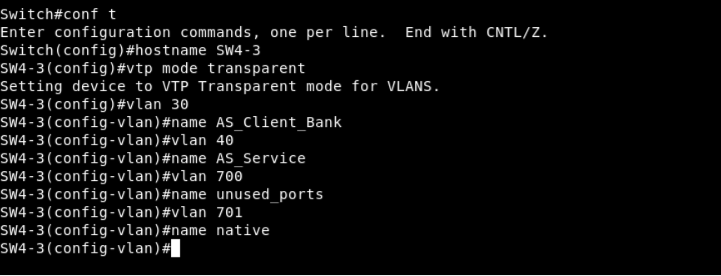 Switch#conf t
Enter configuration commands, one per line.  End with CNTL/Z.
Switch(config)#hostname SW4-3
SW4-3(config)#vtp mode transparent
Setting device to VTP Transparent mode for VLANS.
SW4-3(config)#vlan 30
SW4-3(config-vlan)#name AS_Client_Bank
SW4-3(config-vlan)#vlan 40
SW4-3(config-vlan)#name AS_Service
SW4-3(config-vlan)#vlan 700
SW4-3(config-vlan)#name unused_ports
SW4-3(config-vlan)#vlan 701
SW4-3(config-vlan)#name native
SW4-3(config-vlan)#